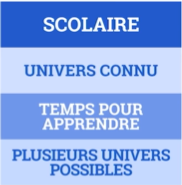 SCOLAIRE
UNIVERS CONNU
TEMPS POUR
APPRENDRE
PLUSIEURS UNIVERS
POSSIBLES